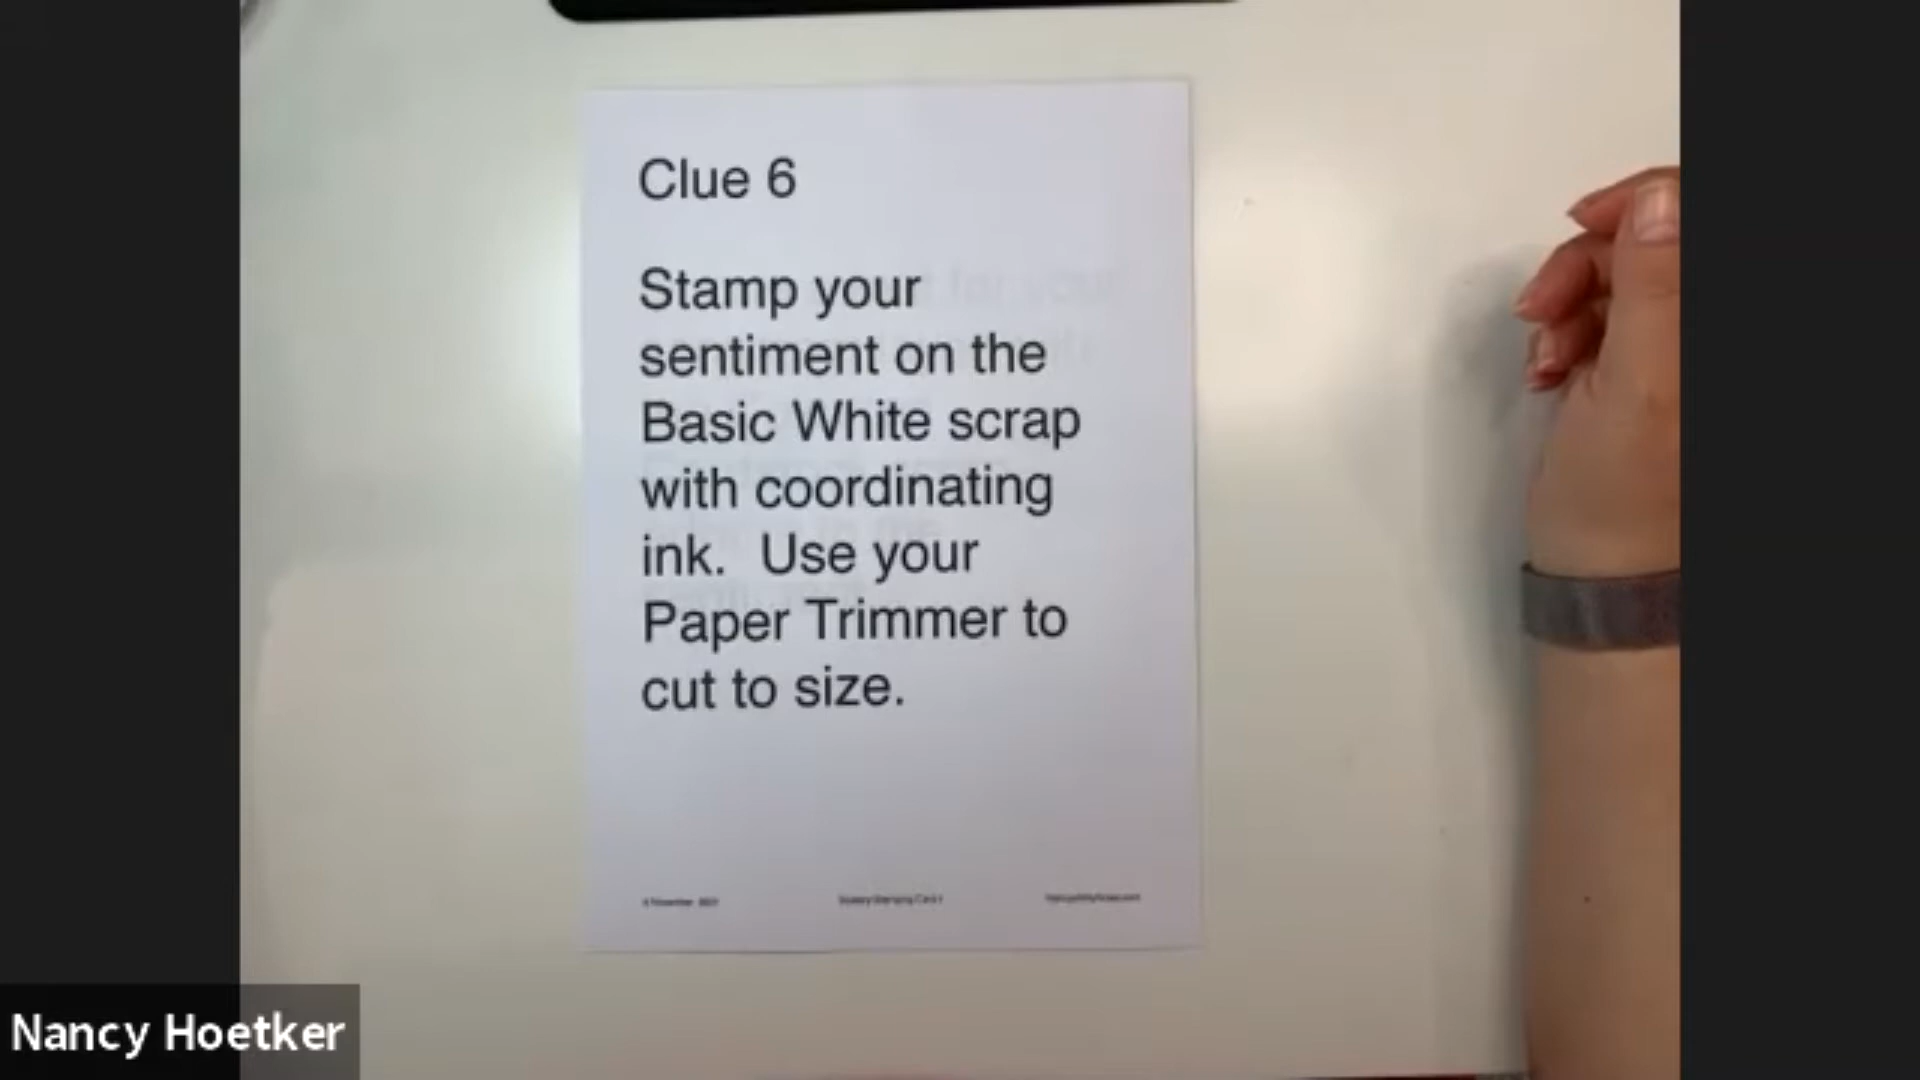 Clue 6
Stamp your
sentiment on the
Basic White scrap
with coordinating
ink. Use your
Paper Trimmer to
cut to size.
Nancy Hoetker